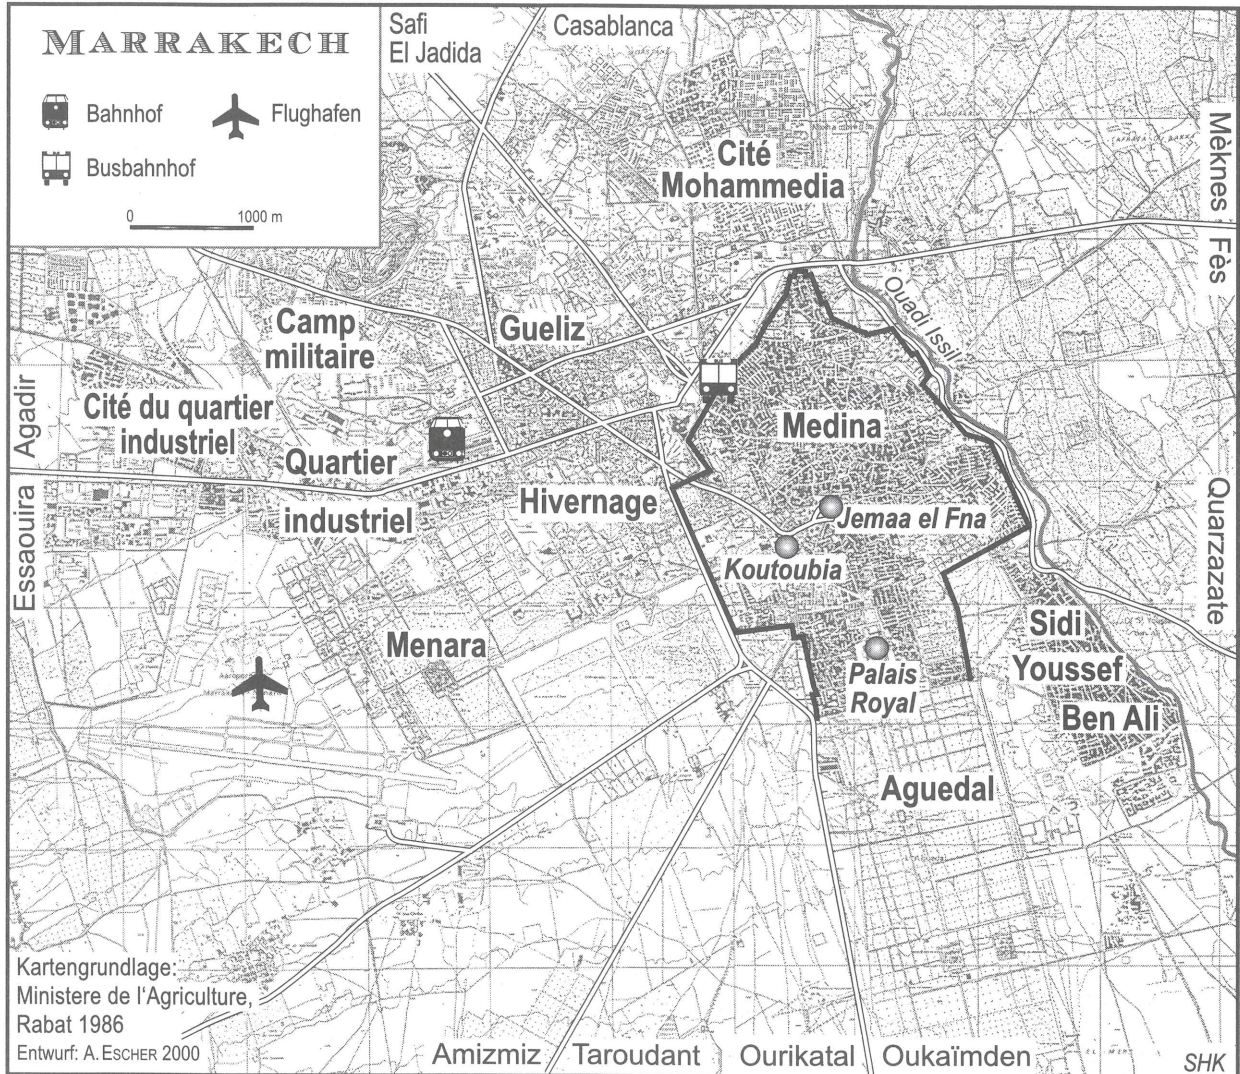 MARRAKECH
Bahnhof
Flughafen
Busbahnhof
0 1000 m
Safi
El Jadida
Casablanca
Mèknes Fès
Cité
Mohammedia
Ouadi Issil
Camp
militaire
Gueliz
Cité du quartier
industriel
Quartier
industriel
Medina
Hivernage
Jemaa el Fna
Koutoubia
Essaouira Agadir
Quarzazate
Menara
Sidi
Youssef
Ben Ali
Palais
Royal
Aguedal
Kartengrundlage:
Ministere de l'Agriculture,
Rabat 1986
Entwurf: A. ESCHER 2000
Amizmiz Taroudant Ourikatal Oukaïmden
SHK